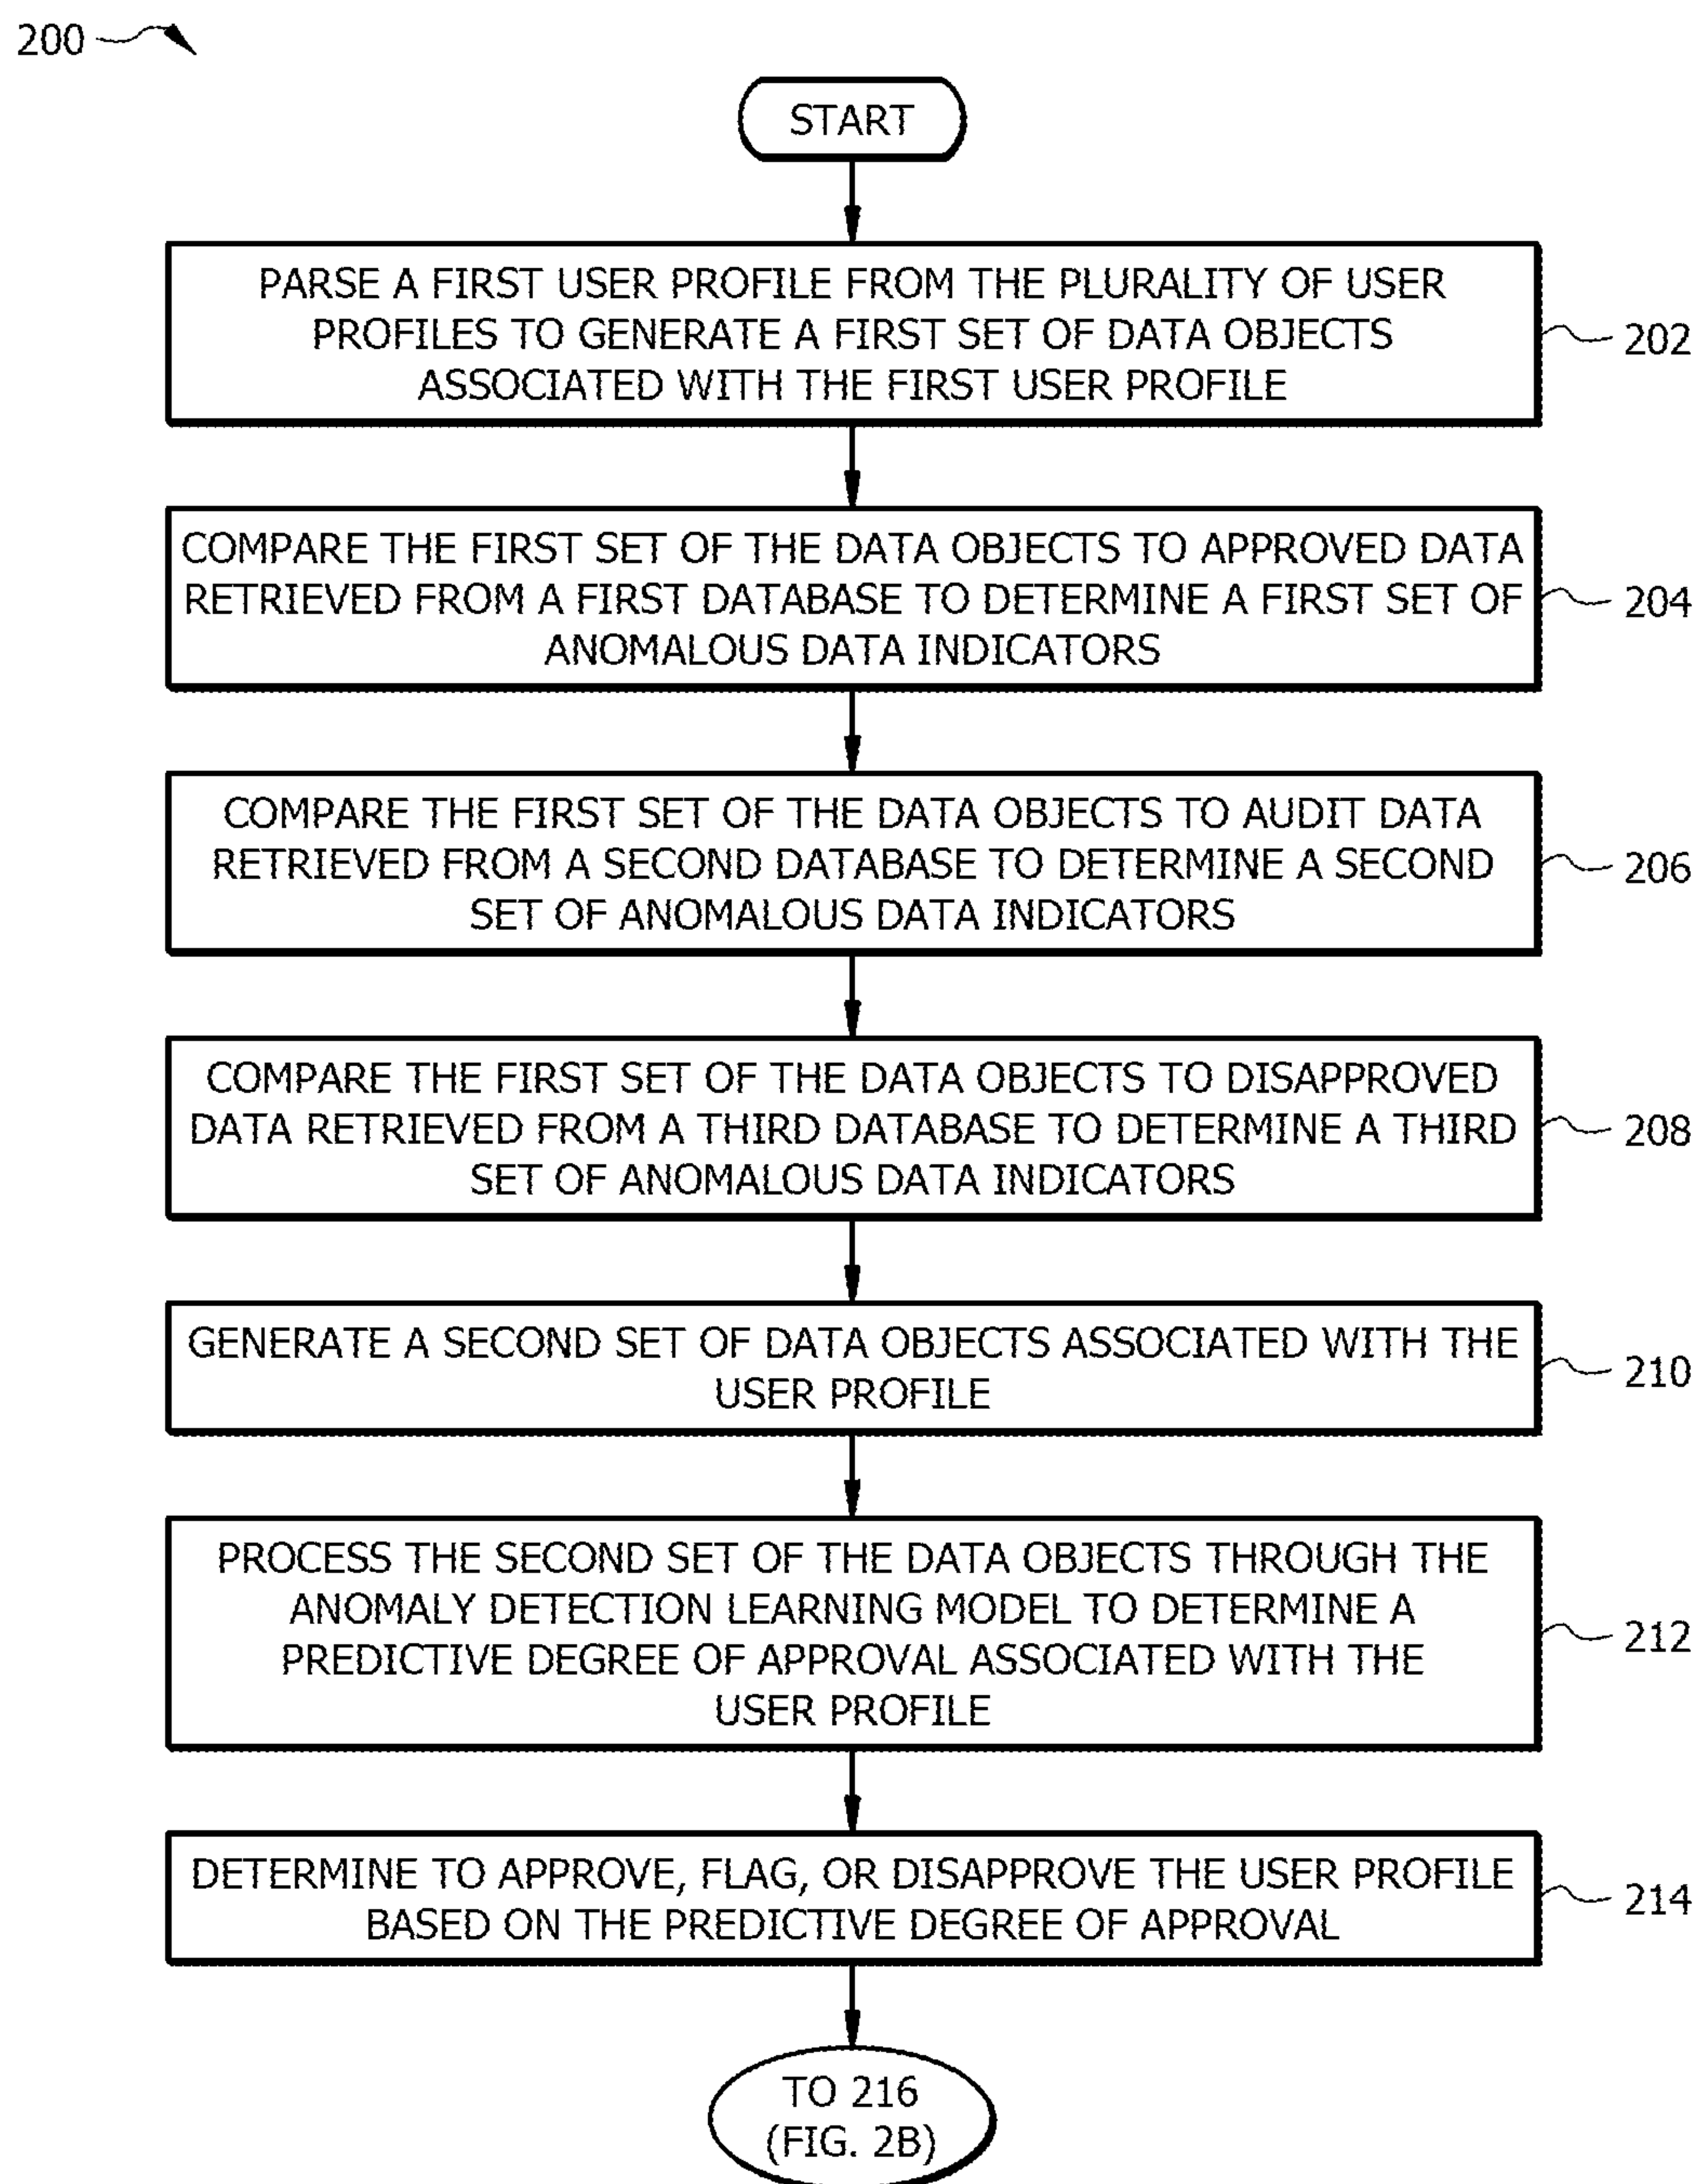 200
START
PARSE A FIRST USER PROFILE FROM THE PLURALITY OF USER
PROFILES TO GENERATE A FIRST SET OF DATA OBJECTS
ASSOCIATED WITH THE FIRST USER PROFILE
202
COMPARE THE FIRST SET OF THE DATA OBJECTS TO APPROVED DATA
RETRIEVED FROM A FIRST DATABASE TO DETERMINE A FIRST SET OF
ANOMALOUS DATA INDICATORS
204
COMPARE THE FIRST SET OF THE DATA OBJECTS TO AUDIT DATA
RETRIEVED FROM A SECOND DATABASE TO DETERMINE A SECOND
SET OF ANOMALOUS DATA INDICATORS
206
COMPARE THE FIRST SET OF THE DATA OBJECTS TO DISAPPROVED
DATA RETRIEVED FROM A THIRD DATABASE TO DETERMINE A THIRD
SET OF ANOMALOUS DATA INDICATORS
208
GENERATE A SECOND SET OF DATA OBJECTS ASSOCIATED WITH THE
USER PROFILE
210
PROCESS THE SECOND SET OF THE DATA OBJECTS THROUGH THE
ANOMALY DETECTION LEARNING MODEL TO DETERMINE A
PREDICTIVE DEGREE OF APPROVAL ASSOCIATED WITH THE
USER PROFILE
212
DETERMINE TO APPROVE, FLAG, OR DISAPPROVE THE USER PROFILE
BASED ON THE PREDICTIVE DEGREE OF APPROVAL
214
TO 216
(FIG. 2B)